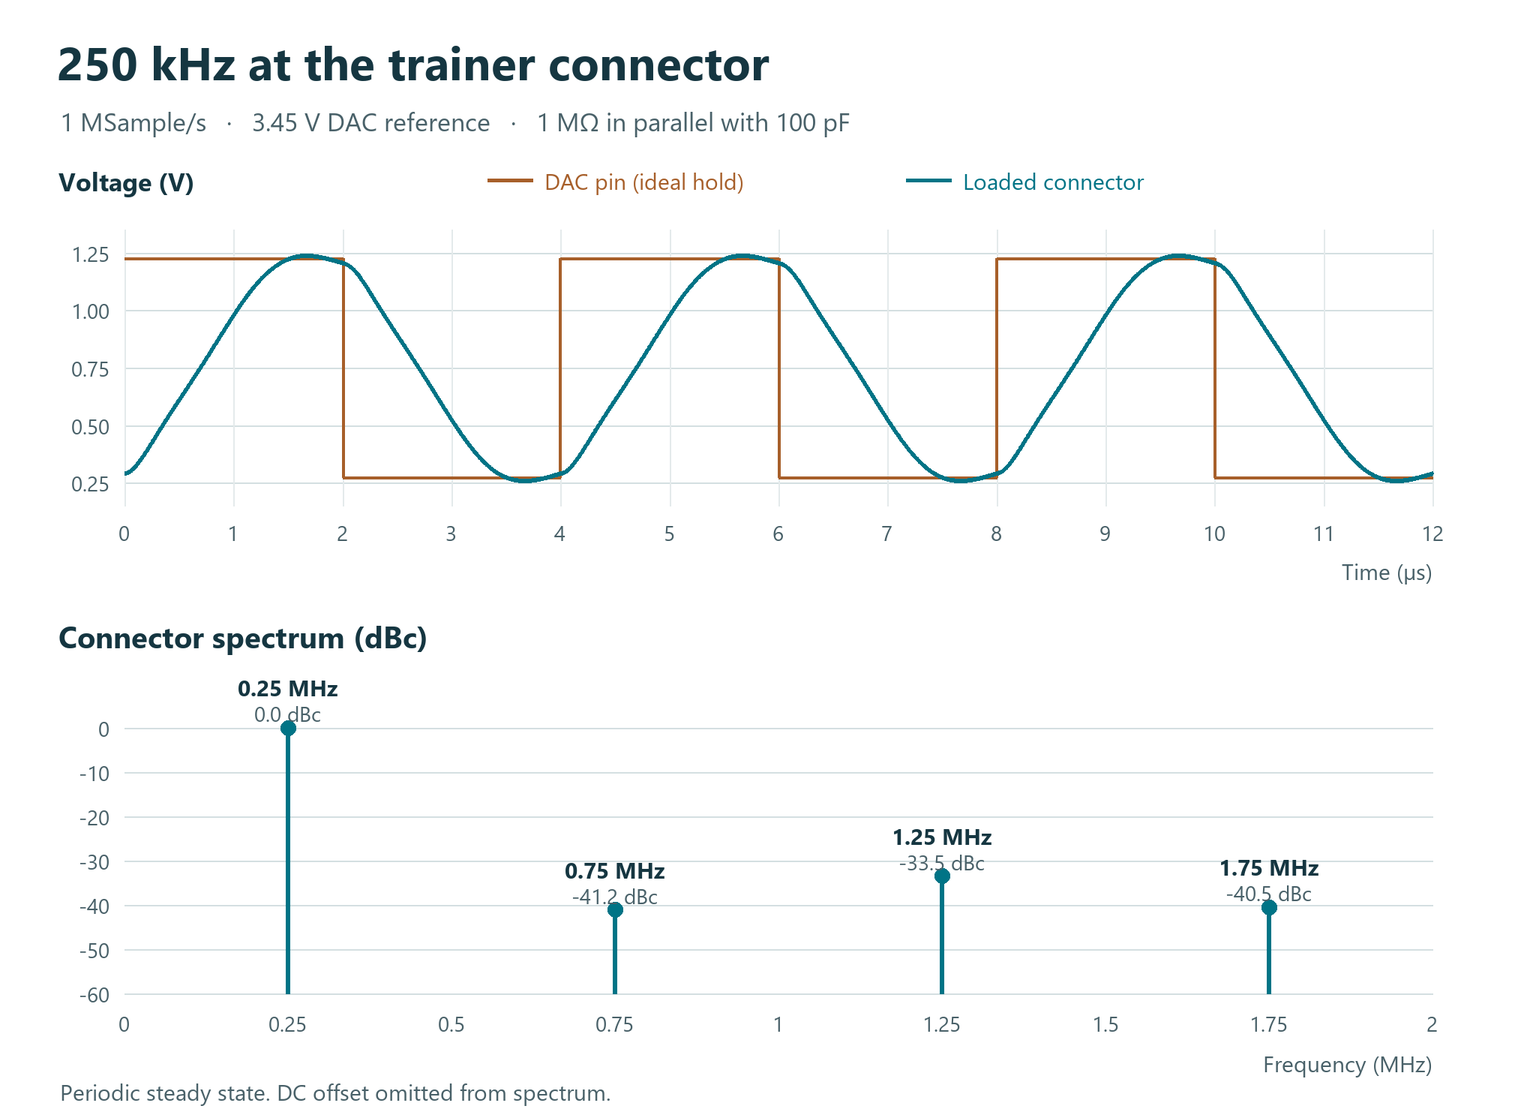 250 kHz at the trainer connector
1 MSample/s · 3.45 V DAC reference · 1 MΩ in parallel with 100 pF
Voltage (V) DAC pin (ideal hold) Loaded connector
1.25
1.00
0.75
0.50
0.25
0 1 2 3 4 5 6 7 8 9 10 11 12
Time (µs)
Connector spectrum (dBc)
0.25 MHz
0.0 dBc
0.75 MHz
-41.2 dBc
1.25 MHz
-33.5 dBc
1.75 MHz
-40.5 dBc
0
-10
-20
-30
-40
-50
-60
0 0.25 0.5 0.75 1 1.25 1.5 1.75 2
Frequency (MHz)
Periodic steady state. DC offset omitted from spectrum.